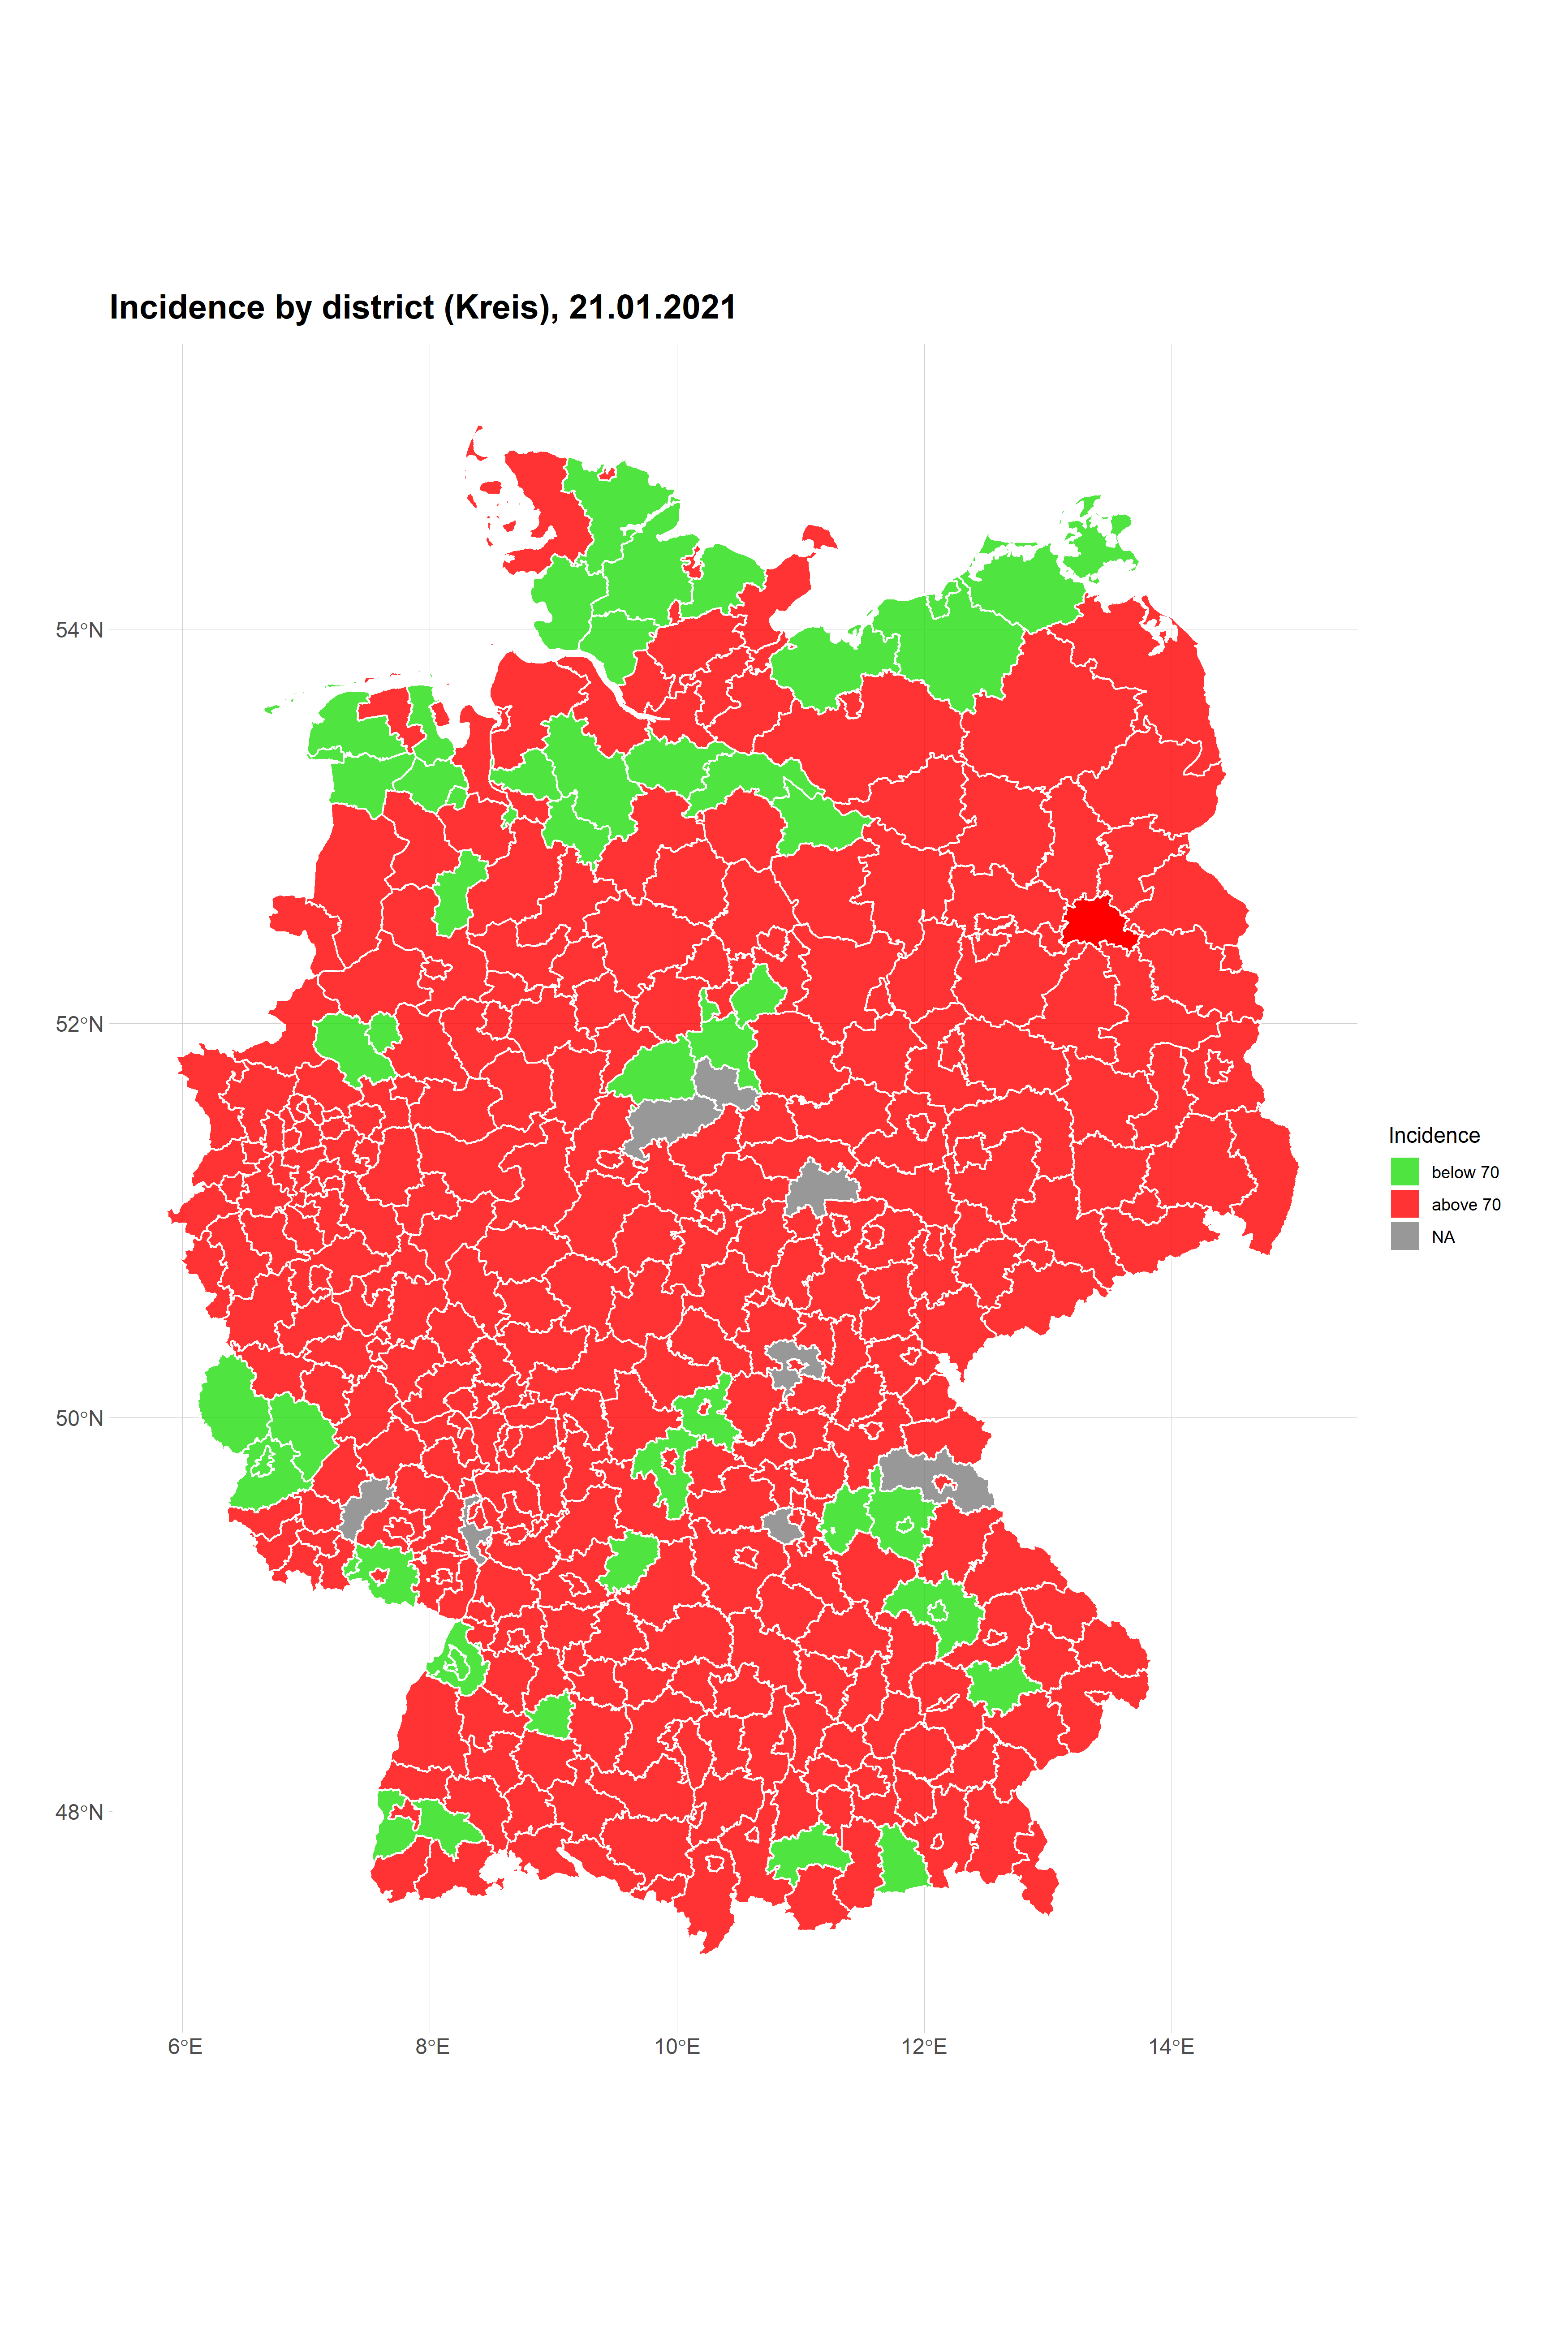 Incidence by district (Kreis), 21.01.2021
54°N
52°N
50°N
48°N
6°E
8°E
10°E
12°E
14°E
Incidence
below 70
above 70
NA